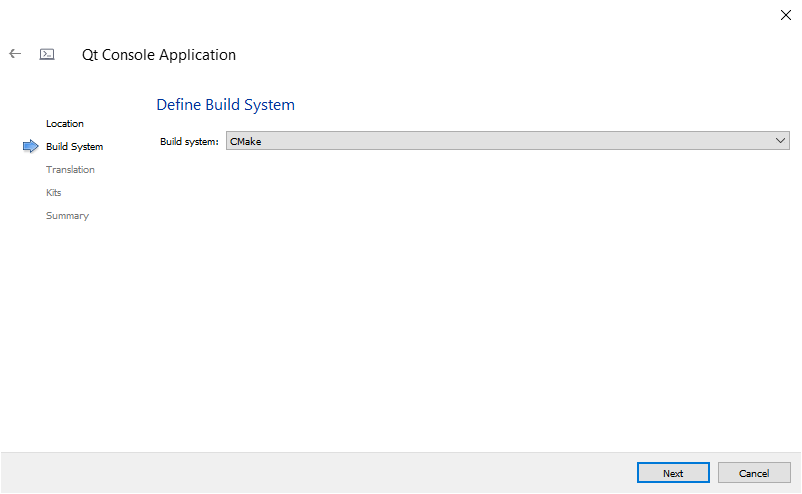 Qt Console Application
Define Build System
Location
Build System
Translation
Kits
Summary
Build system: CMake
Next Cancel